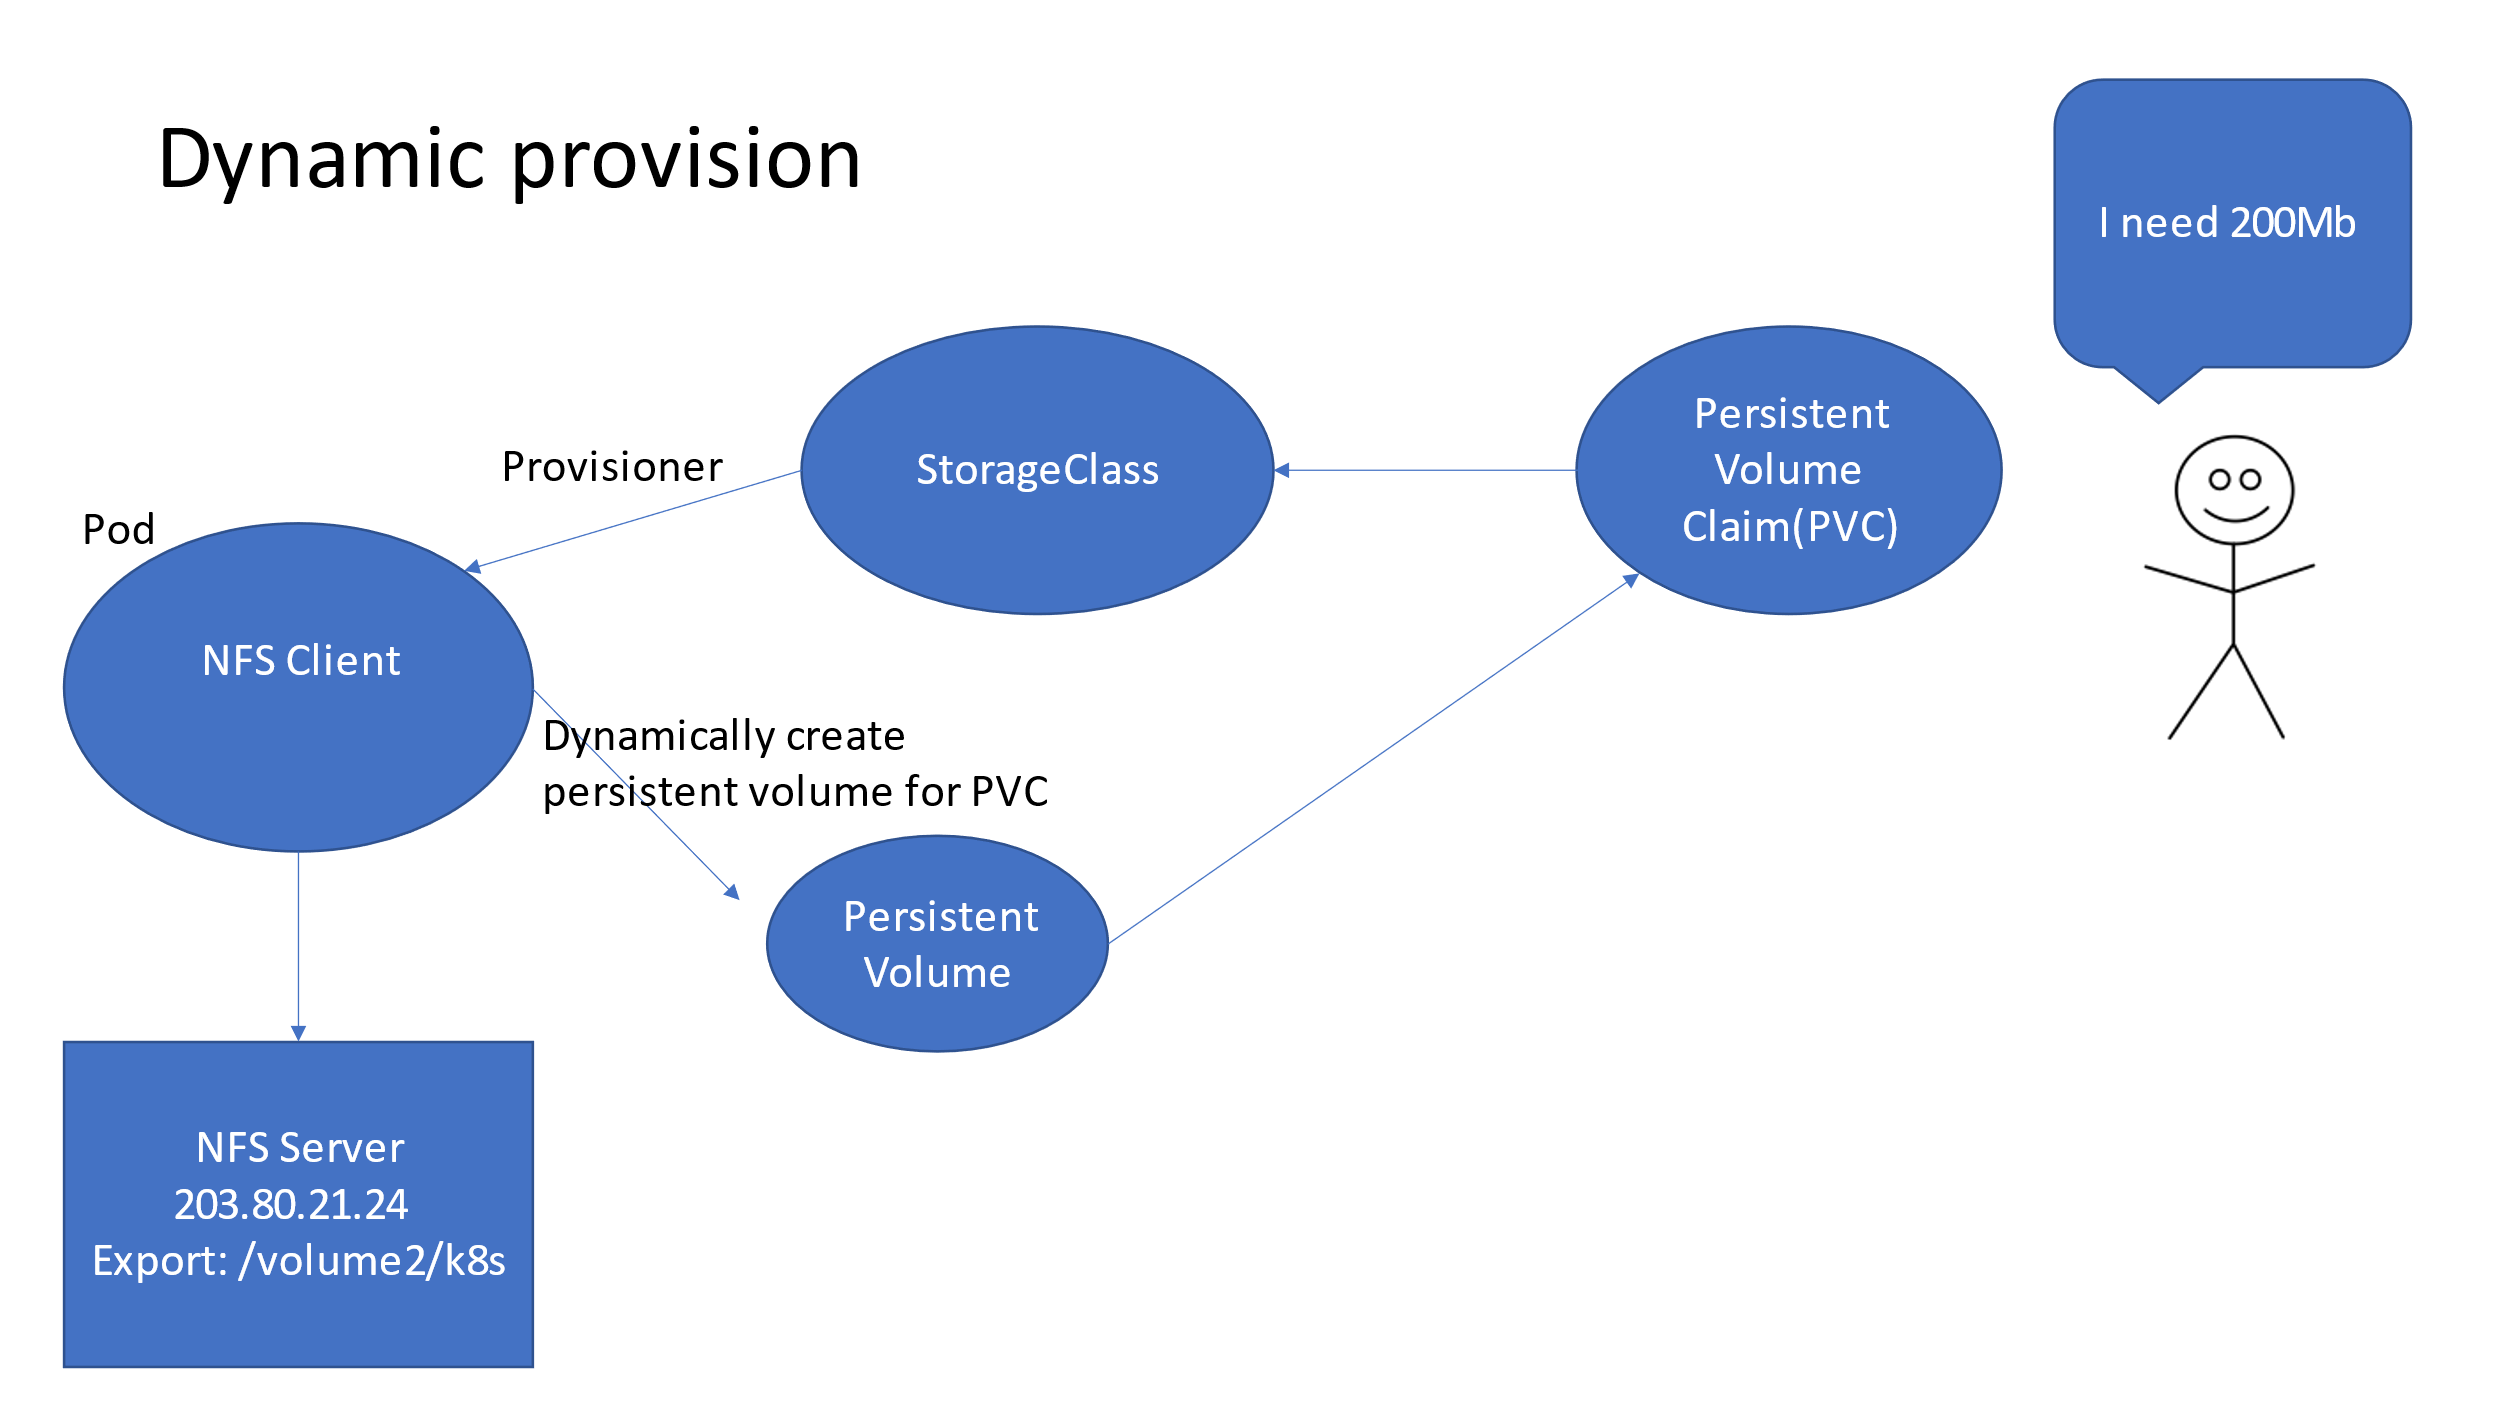 Dynamic provision
I need 200Mb
Persistent
Volume
Claim(PVC)
StorageClass
Provisioner
Pod
NFS Client
Dynamically create
persistent volume for PVC
Persistent
Volume
NFS Server
203.80.21.24
Export: /volume2/k8s